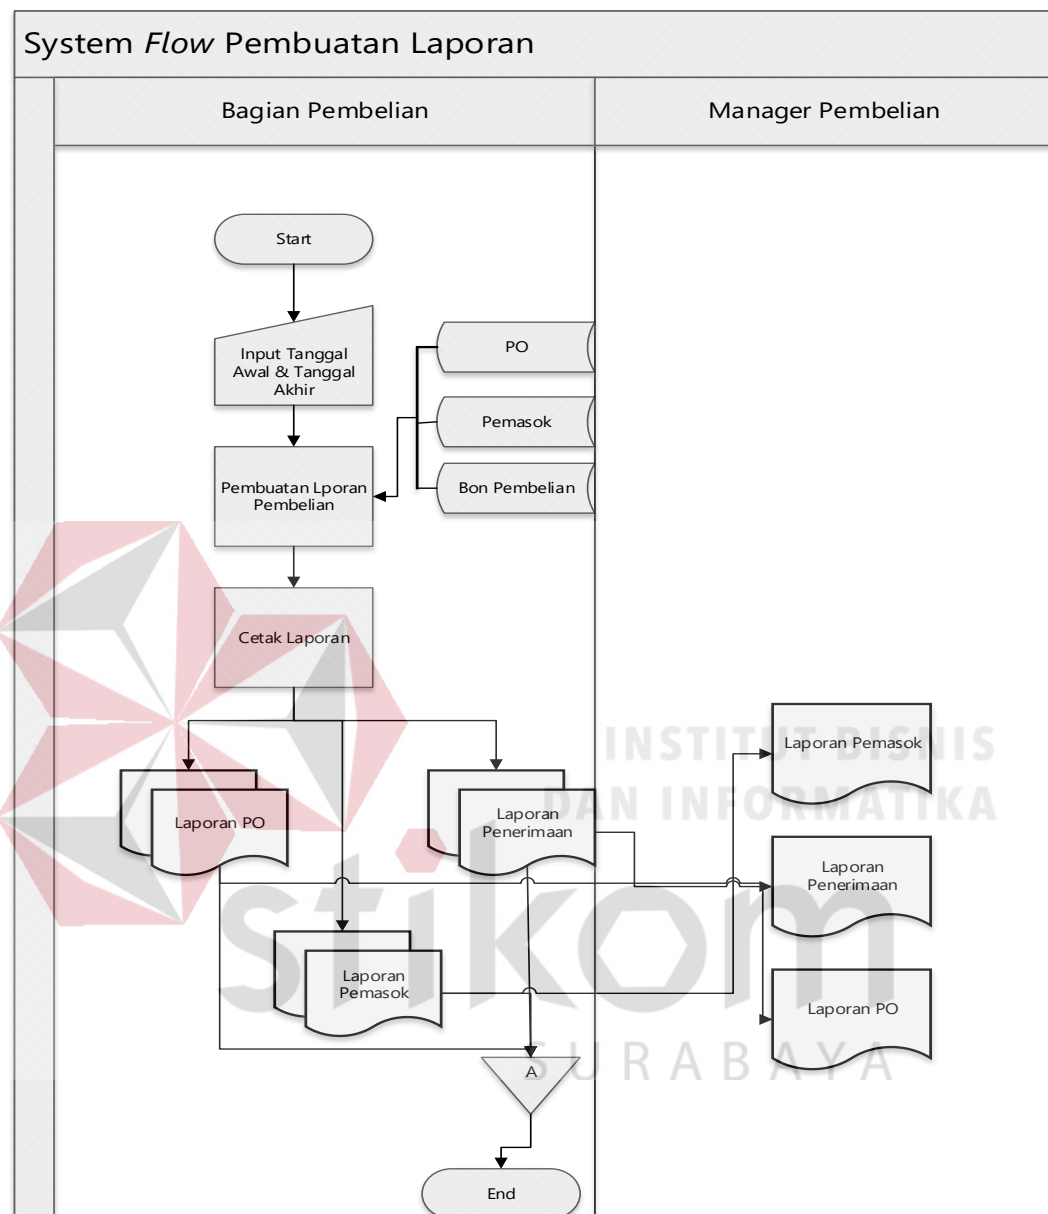 System Flow Pembuatan Laporan
Bagian Pembelian
Manager Pembelian
Start
Input Tanggal
Awal & Tanggal
Akhir
PO
Pemasok
Bon Pembelian
Pembuatan Lporan
Pembelian
Cetak Laporan
Laporan PO
Laporan
Penerimaan
Laporan
Pemasok
Laporan Pemasok
Laporan
Penerimaan
Laporan PO
A
End
INSTITUT BISNIS
DAN INFORMATIKA
stikom
SURABAYA